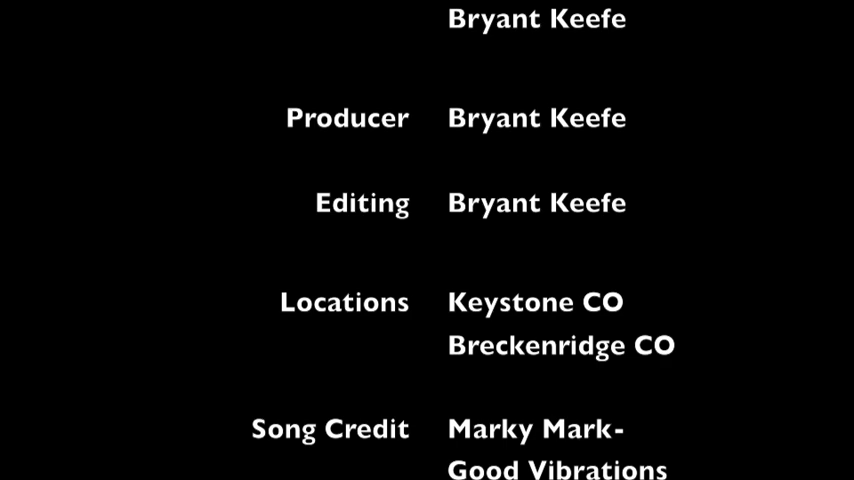 Bryant Keefe
Producer Bryant Keefe
Editing Bryant Keefe
Locations Keystone CO
Breckenridge CO
Song Credit Marky Mark-
Good Vibrations